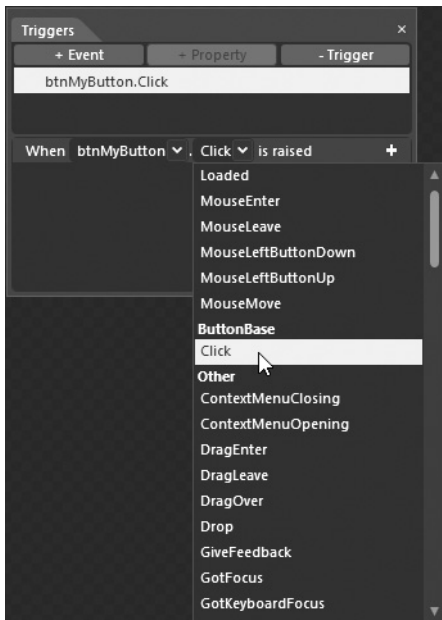 Triggers
+ Event + Property - Trigger
btnMyButton.Click
When btnMyButton . Click is raised +
Loaded
MouseEnter
MouseLeave
MouseLeftButtonDown
MouseLeftButtonUp
MouseMove
ButtonBase
Click
Other
ContextMenuClosing
ContextMenuOpening
DragEnter
DragLeave
DragOver
Drop
GiveFeedback
GotFocus
GotKeyboardFocus